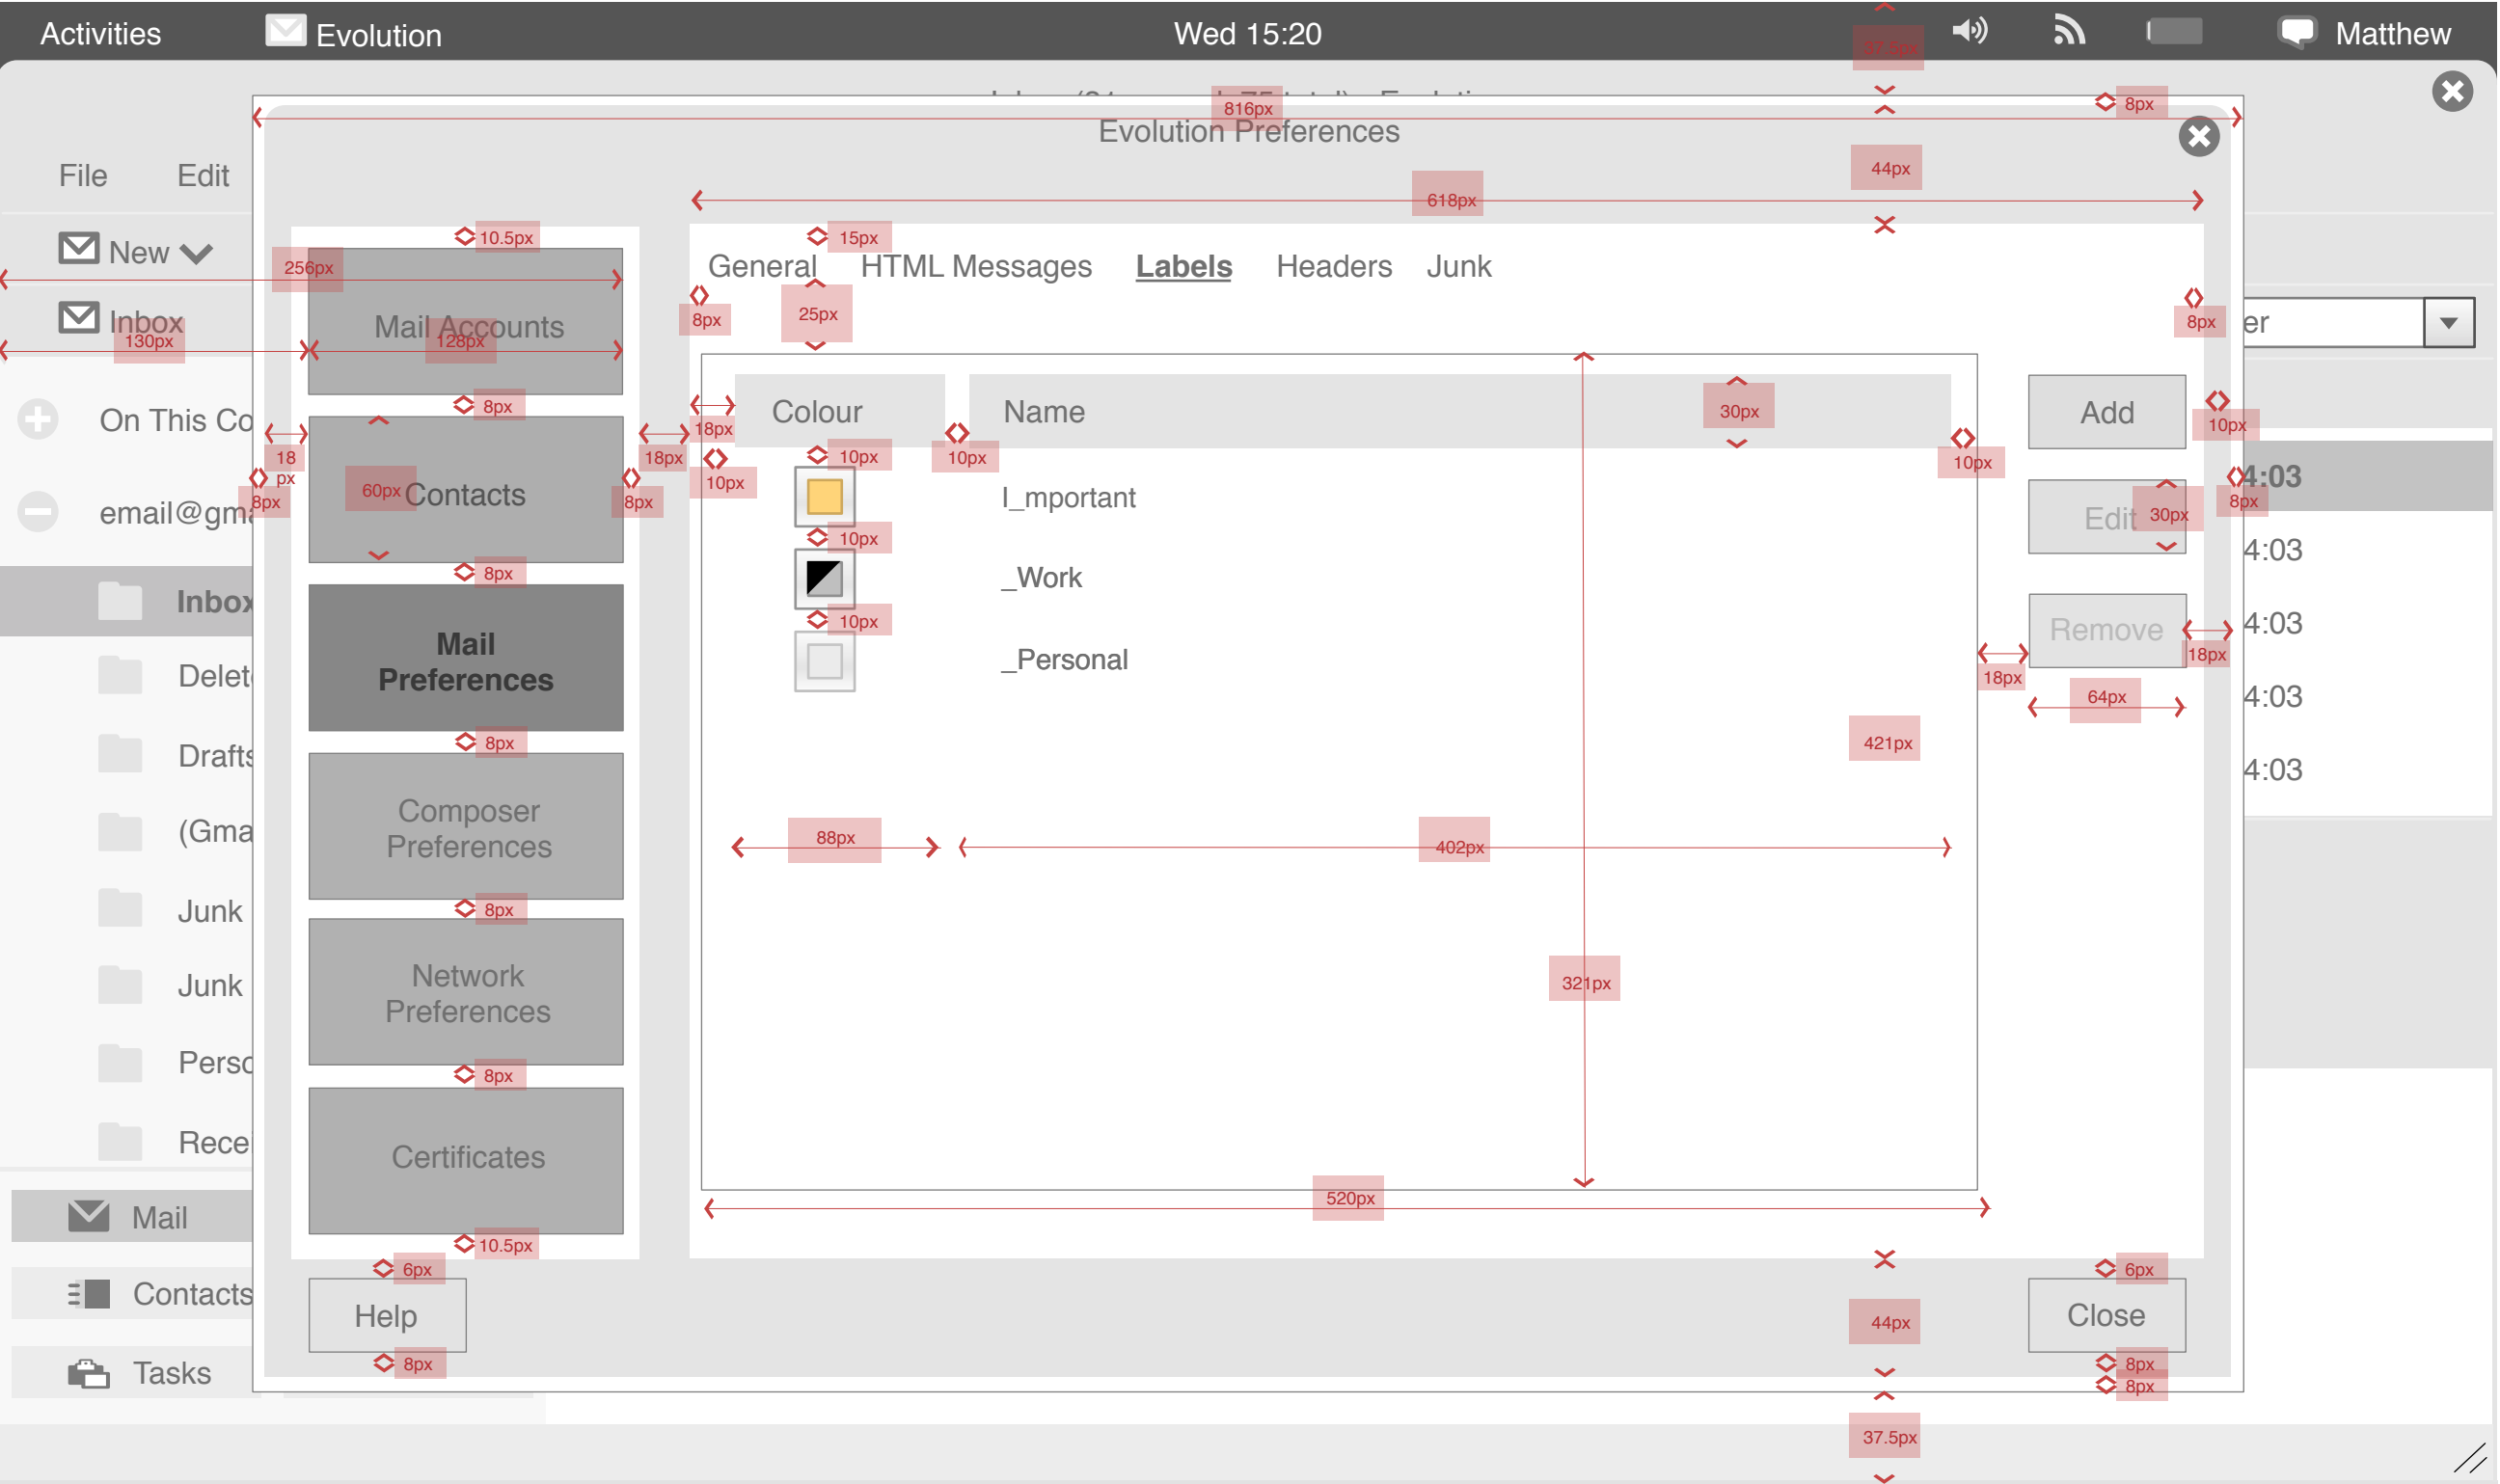 Activities
Evolution
Wed 15:20
37.5px
Matthew
816px
8px
Evolution Preferences
File
Edit
44px
618px
New
256px
10.5px
15px
General
HTML Messages
Labels
Headers
Junk
Inbox
130px
Mail Accounts
128px
8px
25px
8px
er
On This Co
8px
18px
Colour
Name
30px
Add
10px
18
px
8px
60px
Contacts
18px
8px
10px
10px
10px
10px
I_mportant
4:03
8px
email@gma
Edit
30px
10px
4:03
8px
_Work
Inbox
Mail
Preferences
10px
_Personal
Remove
4:03
18px
18px
64px
Delete
4:03
Drafts
8px
421px
4:03
(Gma
Composer
Preferences
88px
402px
Junk
8px
Junk
Network
Preferences
321px
Perso
8px
Recei
Certificates
520px
Mail
10.5px
6px
6px
Contacts
Help
44px
Close
8px
8px
8px
Tasks
37.5px